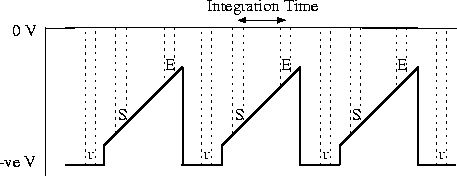 Integration Time
0 V
E E E
S S S
-ve V r r r r